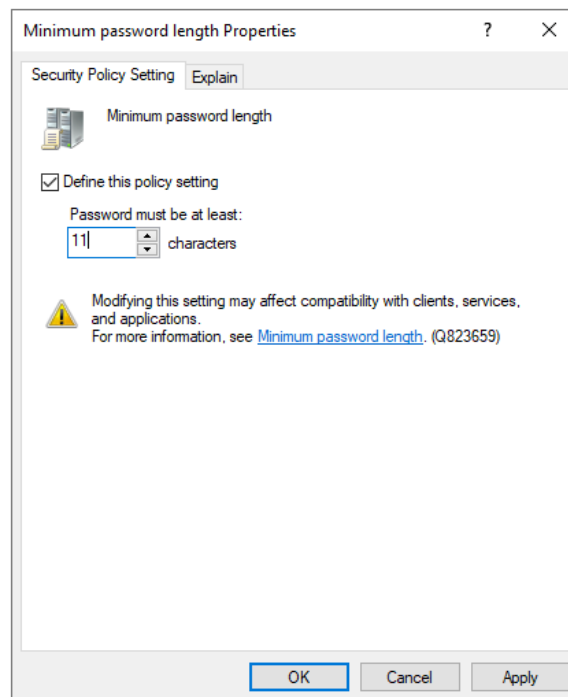 Minimum password length Properties
?
Security Policy Setting
Explain
Minimum password length
Define this policy setting
Password must be at least:
11 characters
Modifying this setting may affect compatibility with clients, services,
and applications.
For more information, see Minimum password length. (Q823659)
OK
Cancel
Apply